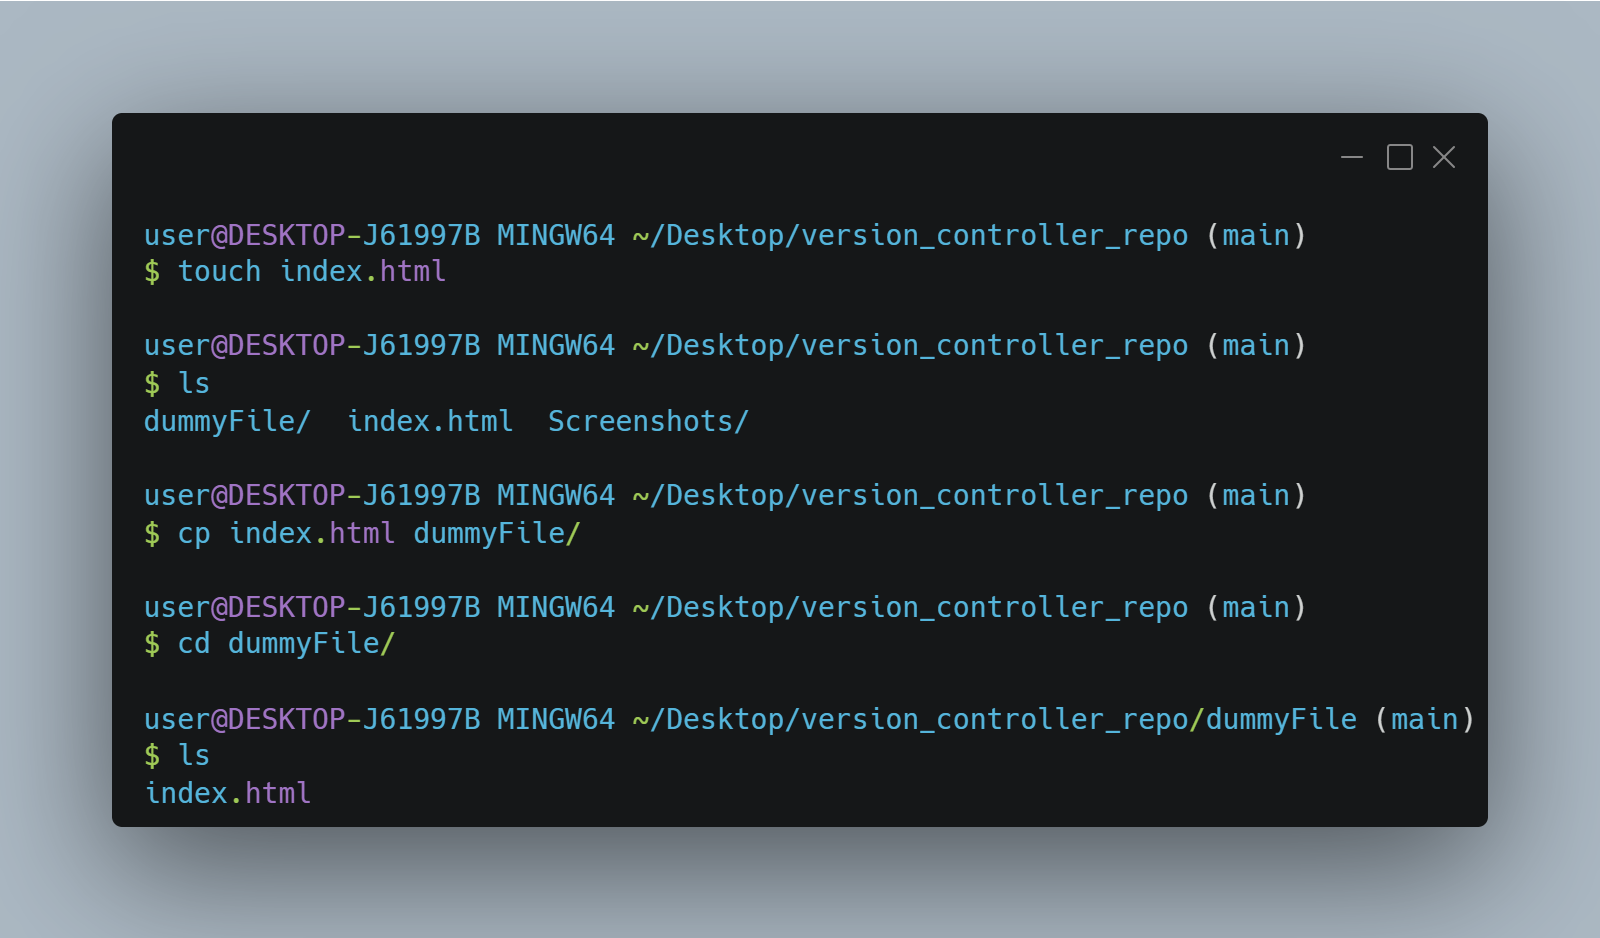 user@DESKTOP-J61997B MINGW64 ~/Desktop/version_controller_repo (main)
$ touch index.html
user@DESKTOP-J61997B MINGW64 ~/Desktop/version_controller_repo (main)
$ ls
dummyFile/  index.html  Screenshots/
user@DESKTOP-J61997B MINGW64 ~/Desktop/version_controller_repo (main)
$ cp index.html dummyFile/
user@DESKTOP-J61997B MINGW64 ~/Desktop/version_controller_repo (main)
$ cd dummyFile/
user@DESKTOP-J61997B MINGW64 ~/Desktop/version_controller_repo/dummyFile (main)
$ ls
index.html